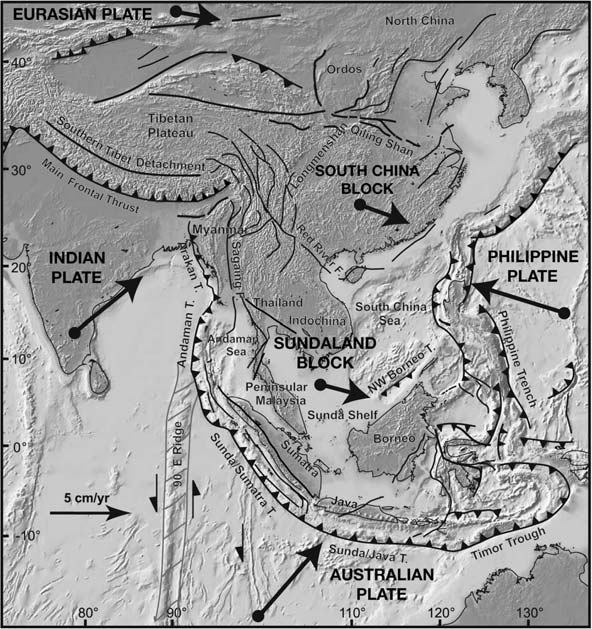 EURASIAN PLATE
North China
40°
Ordos
Tibetan
Plateau
Qiling Shan
Longmenshan
Southern Tibet Detachment
30°
Main Frontal Thrust
SOUTH CHINA
BLOCK
Myanmar
Red River F.
Sagaing
Arakan T.
INDIAN
PLATE
20°
PHILIPPINE
PLATE
Thailand
South China
Sea
Indochina
Andaman T.
Andaman
Sea
SUNDALAND
BLOCK
Philippine Trench
10°
NW Borneo T.
Peninsular
Malaysia
Sunda Shelf
Borneo
0°
Sumatra
Sunda/Sumatra T.
90 E Ridge
5 cm/yr
Java
-10°
Sunda/Java T.
Timor Trough
AUSTRALIAN
PLATE
80°
90°
110°
120°
130°